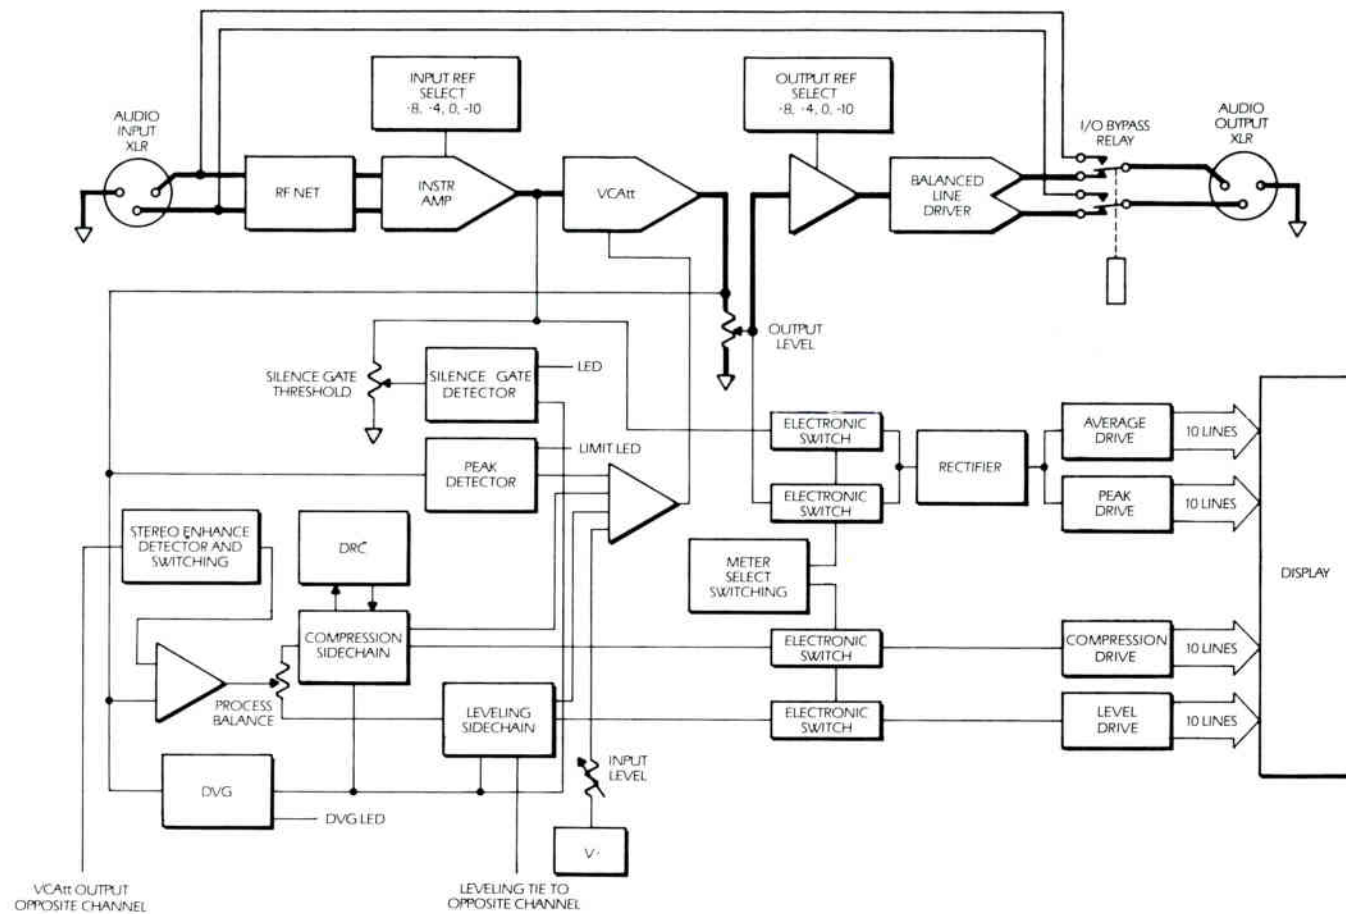 INPUT REF
SELECT
-8, -4, 0, -10
OUTPUT REF
SELECT
-8, -4, 0, -10
AUDIO
INPUT
XLR
I/O BYPASS
RELAY
AUDIO
OUTPUT
XLR
RF NET
INSTR
AMP
VCAtt
BALANCED
LINE
DRIVER
OUTPUT
LEVEL
SILENCE GATE
THRESHOLD
SILENCE GATE
DETECTOR
LED
LIMIT LED
PEAK
DETECTOR
ELECTRONIC
SWITCH
ELECTRONIC
SWITCH
RECTIFIER
AVERAGE
DRIVE
10 LINES
PEAK
DRIVE
10 LINES
STEREO ENHANCE
DETECTOR AND
SWITCHING
DRC
METER
SELECT
SWITCHING
DISPLAY
COMPRESSION
SIDECHAIN
ELECTRONIC
SWITCH
COMPRESSION
DRIVE
10 LINES
PROCESS
BALANCE
LEVELING
SIDECHAIN
ELECTRONIC
SWITCH
LEVEL
DRIVE
10 LINES
INPUT
LEVEL
DVG
DVG LED
VCAtt OUTPUT
OPPOSITE CHANNEL
LEVELING TIE TO
OPPOSITE CHANNEL